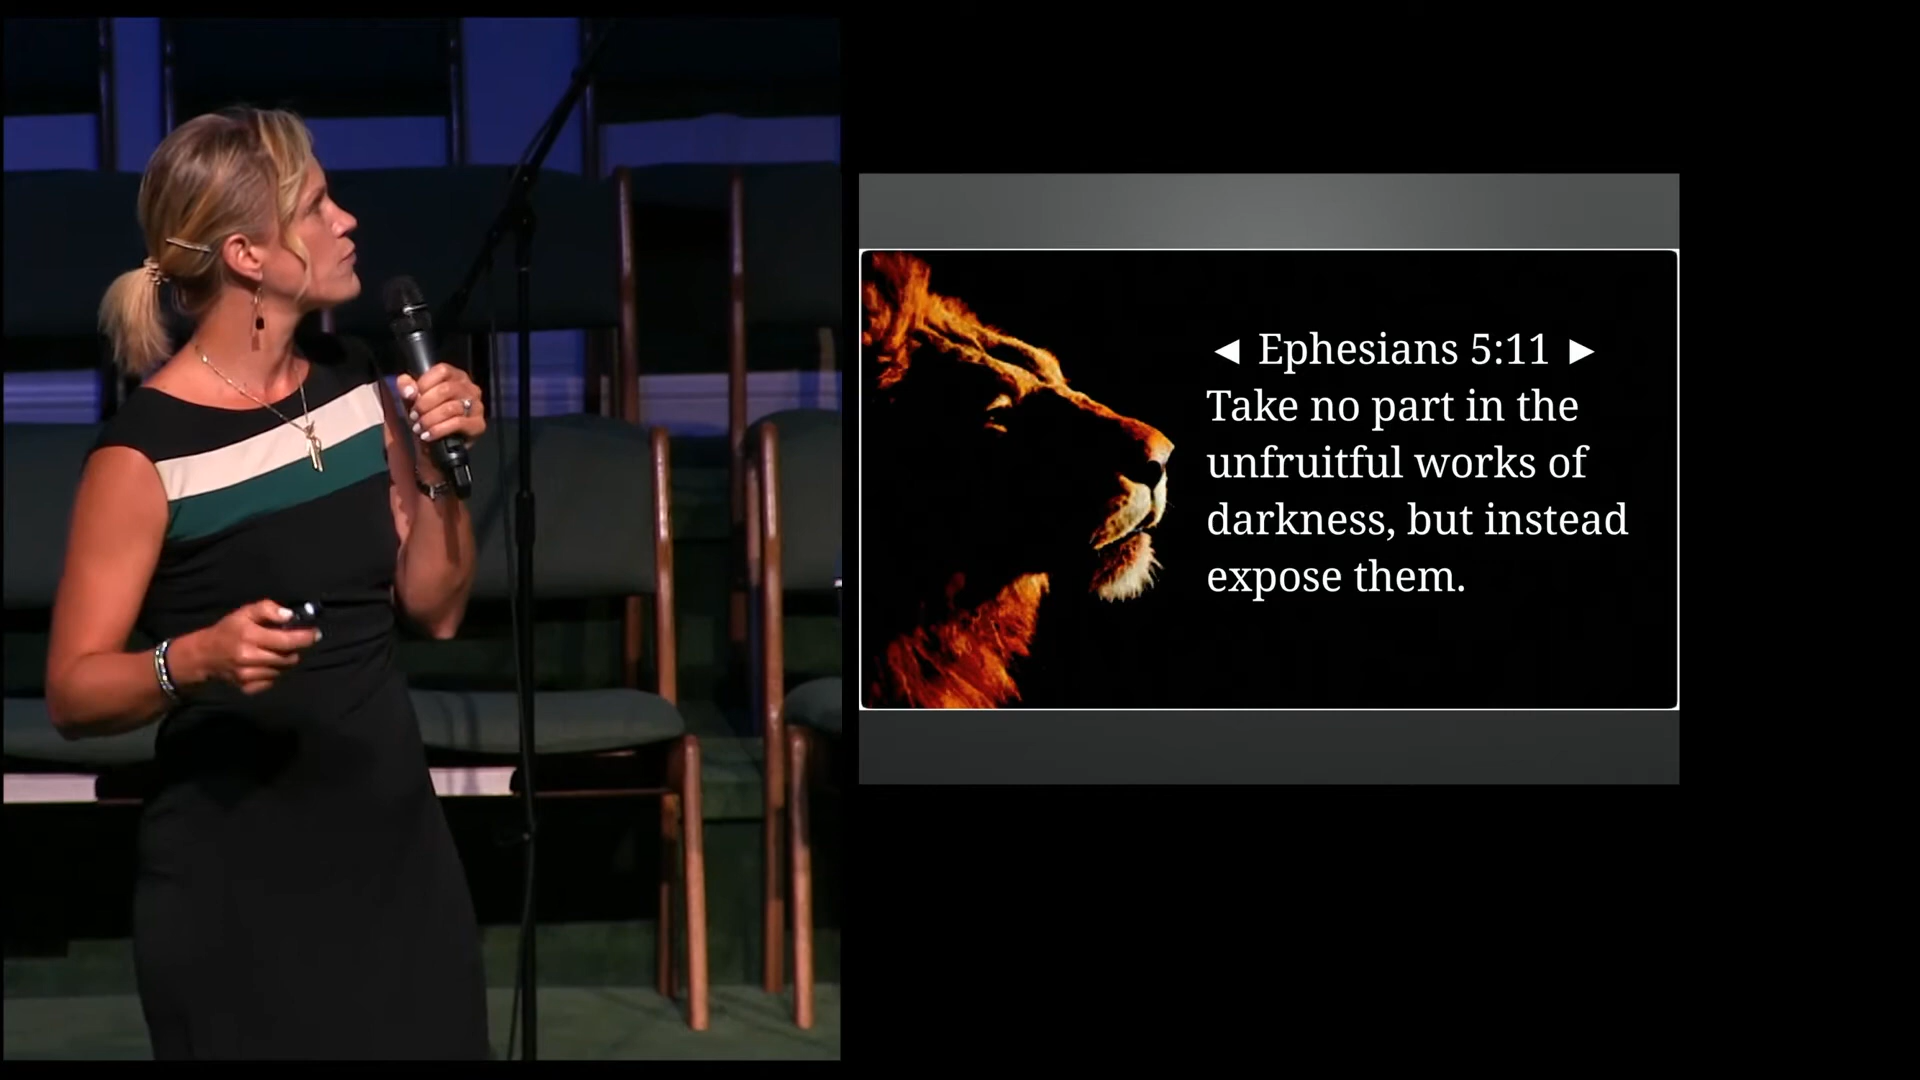 ◄ Ephesians 5:11 ►
Take no part in the
unfruitful works of
darkness, but instead
expose them.